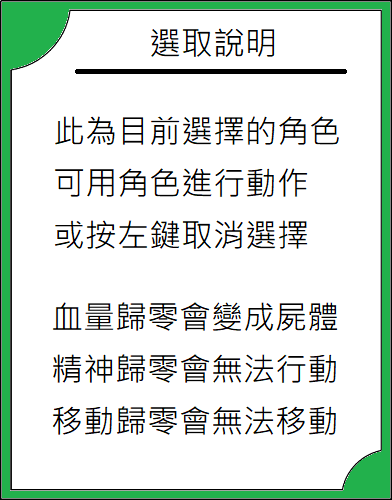 選取說明
此為目前選擇的角色
可用角色進行動作
或按左鍵取消選擇
血量歸零會變成屍體
精神歸零會無法行動
移動歸零會無法移動